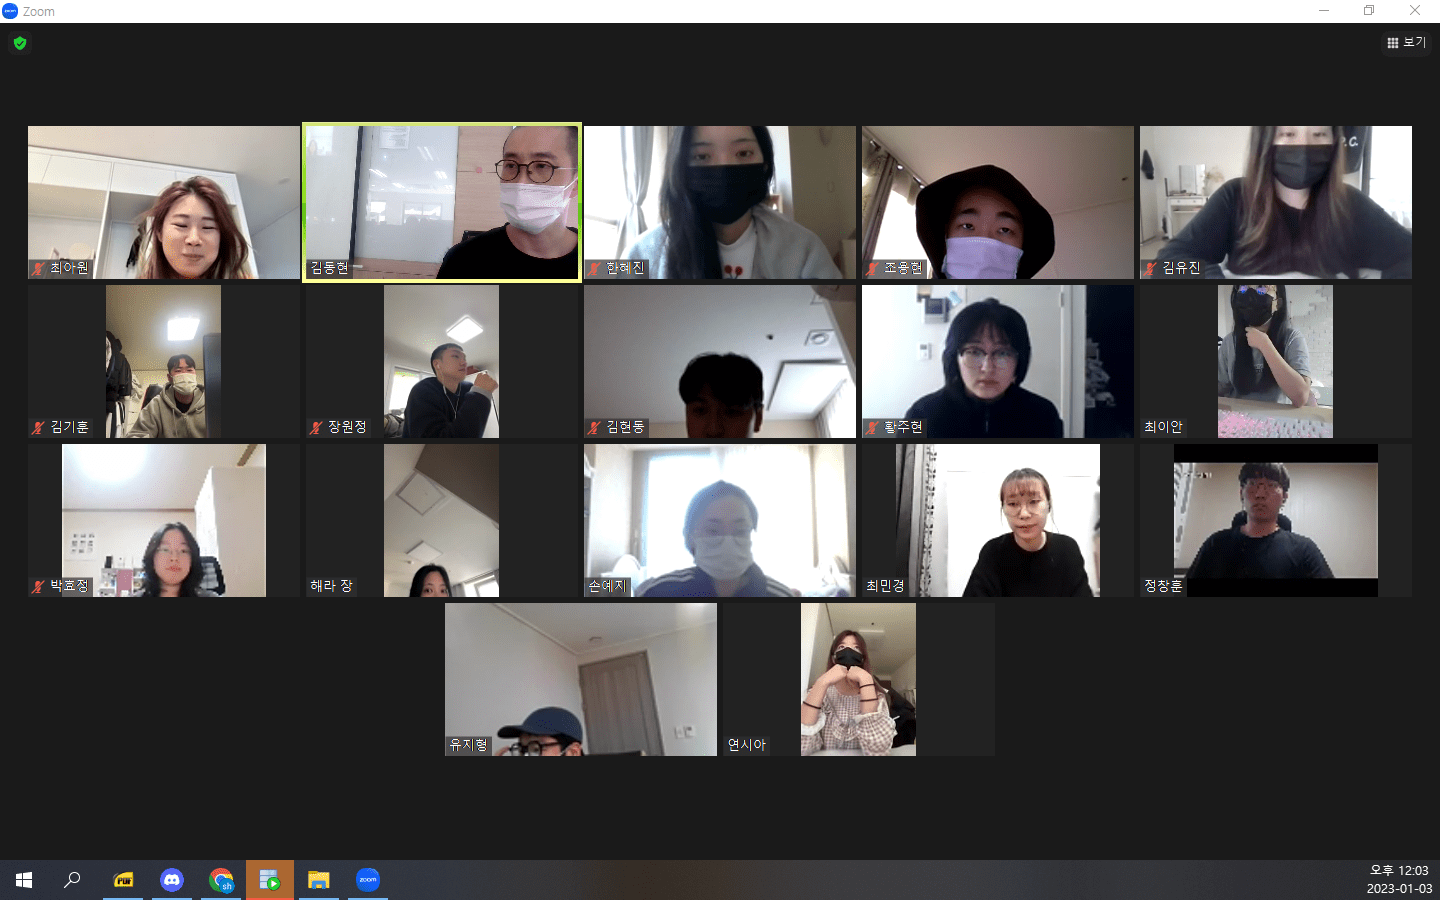 Zoom
보기
최아원
김동현
한혜진
조용현
김유진
김기훈
장원정
김현동
황주현
최이안
박효정
해라 장
손예지
최민경
정창훈
유지형
연시아
PDF
sh
zoom
오후 12:03
2023-01-03